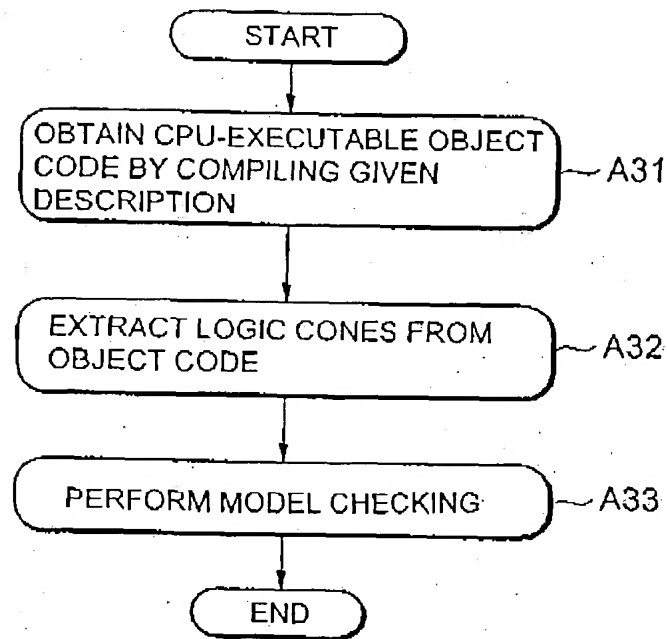 START
OBTAIN CPU-EXECUTABLE OBJECT
CODE BY COMPILING GIVEN
DESCRIPTION
A31
EXTRACT LOGIC CONES FROM
OBJECT CODE
A32
PERFORM MODEL CHECKING
A33
END